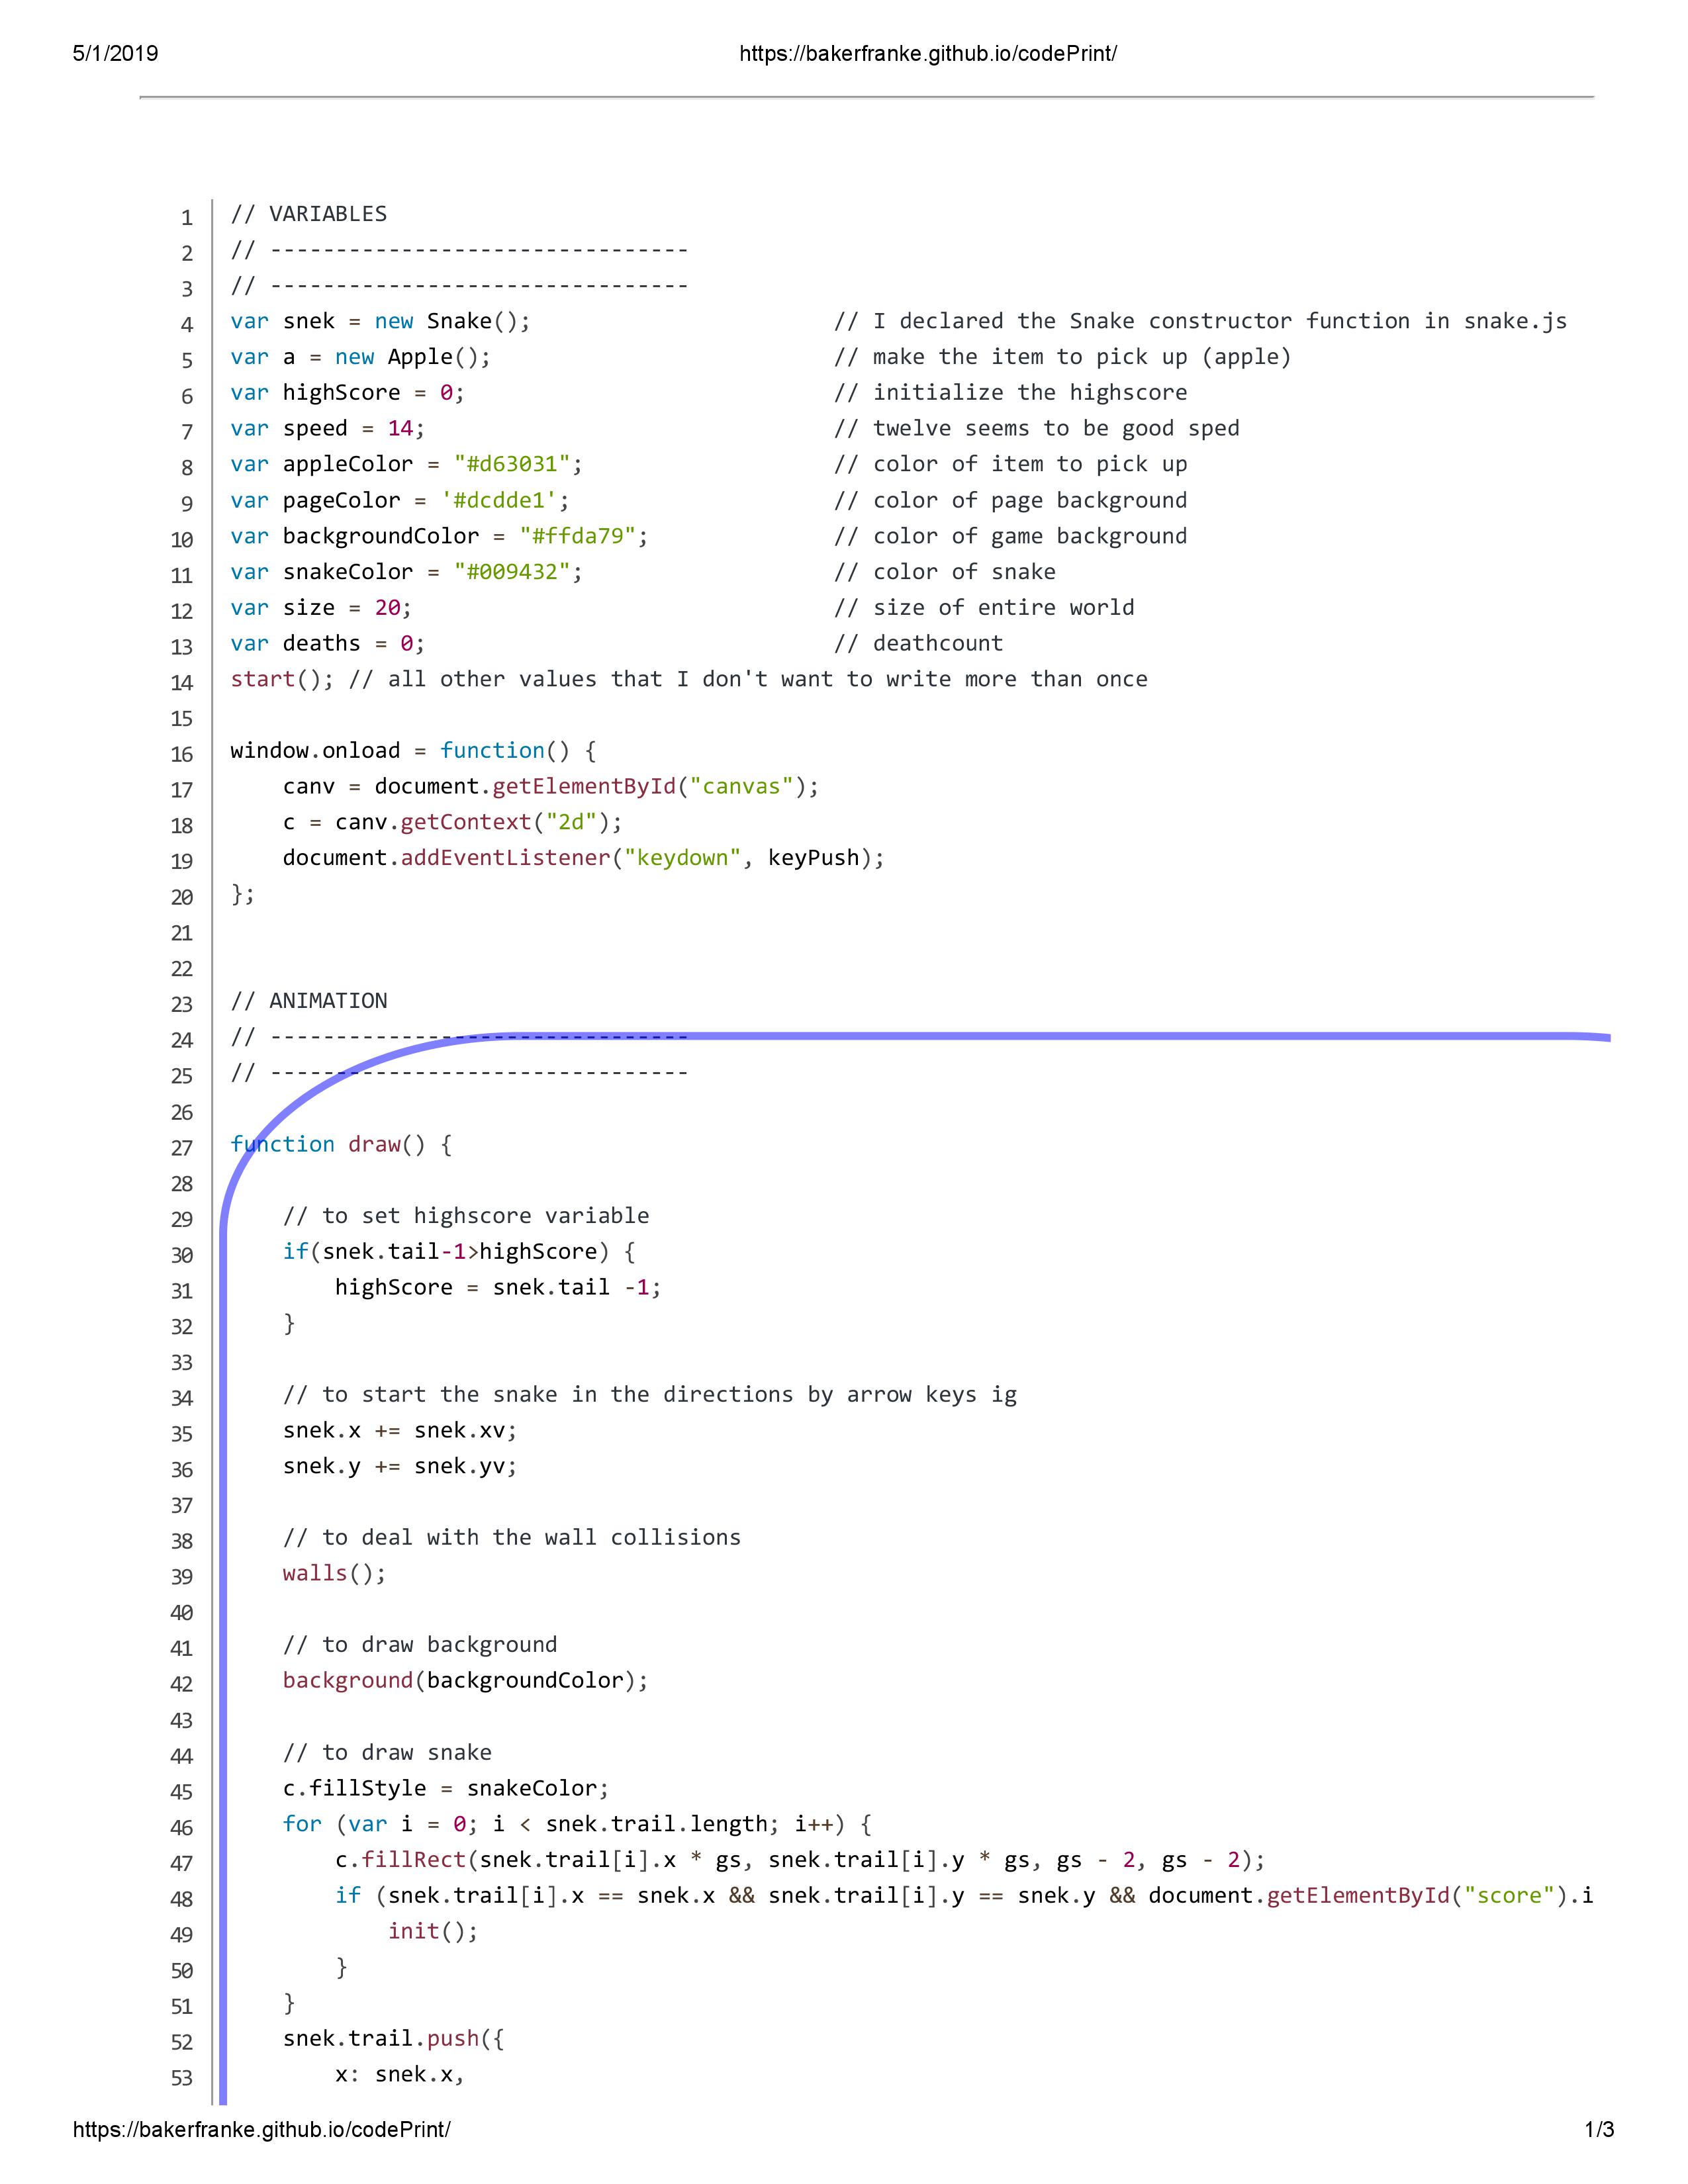 5/1/2019 https://bakerfranke.github.io/codePrint/
1 // VARIABLES
2 // --------------------------------
3 // --------------------------------
4 var snek = new Snake(); // I declared the Snake constructor function in snake.js
5 var a = new Apple(); // make the item to pick up (apple)
6 var highScore = 0; // initialize the highscore
7 var speed = 14; // twelve seems to be good sped
8 var appleColor = "#d63031"; // color of item to pick up
9 var pageColor = '#dcdde1'; // color of page background
10 var backgroundColor = "#ffda79"; // color of game background
11 var snakeColor = "#009432"; // color of snake
12 var size = 20; // size of entire world
13 var deaths = 0; // deathcount
14 start(); // all other values that I don't want to write more than once
15
16 window.onload = function() {
17     canv = document.getElementById("canvas");
18     c = canv.getContext("2d");
19     document.addEventListener("keydown", keyPush);
20 };
21
22
23 // ANIMATION
24 // --------------------------------
25 // --------------------------------
26
27 function draw() {
28
29     // to set highscore variable
30     if(snek.tail-1>highScore) {
31         highScore = snek.tail -1;
32     }
33
34     // to start the snake in the directions by arrow keys ig
35     snek.x += snek.xv;
36     snek.y += snek.yv;
37
38     // to deal with the wall collisions
39     walls();
40
41     // to draw background
42     background(backgroundColor);
43
44     // to draw snake
45     c.fillStyle = snakeColor;
46     for (var i = 0; i < snek.trail.length; i++) {
47         c.fillRect(snek.trail[i].x * gs, snek.trail[i].y * gs, gs - 2, gs - 2);
48         if (snek.trail[i].x == snek.x && snek.trail[i].y == snek.y && document.getElementById("score").i
49             init();
50         }
51     }
52     snek.trail.push({
53         x: snek.x,
https://bakerfranke.github.io/codePrint/ 1/3